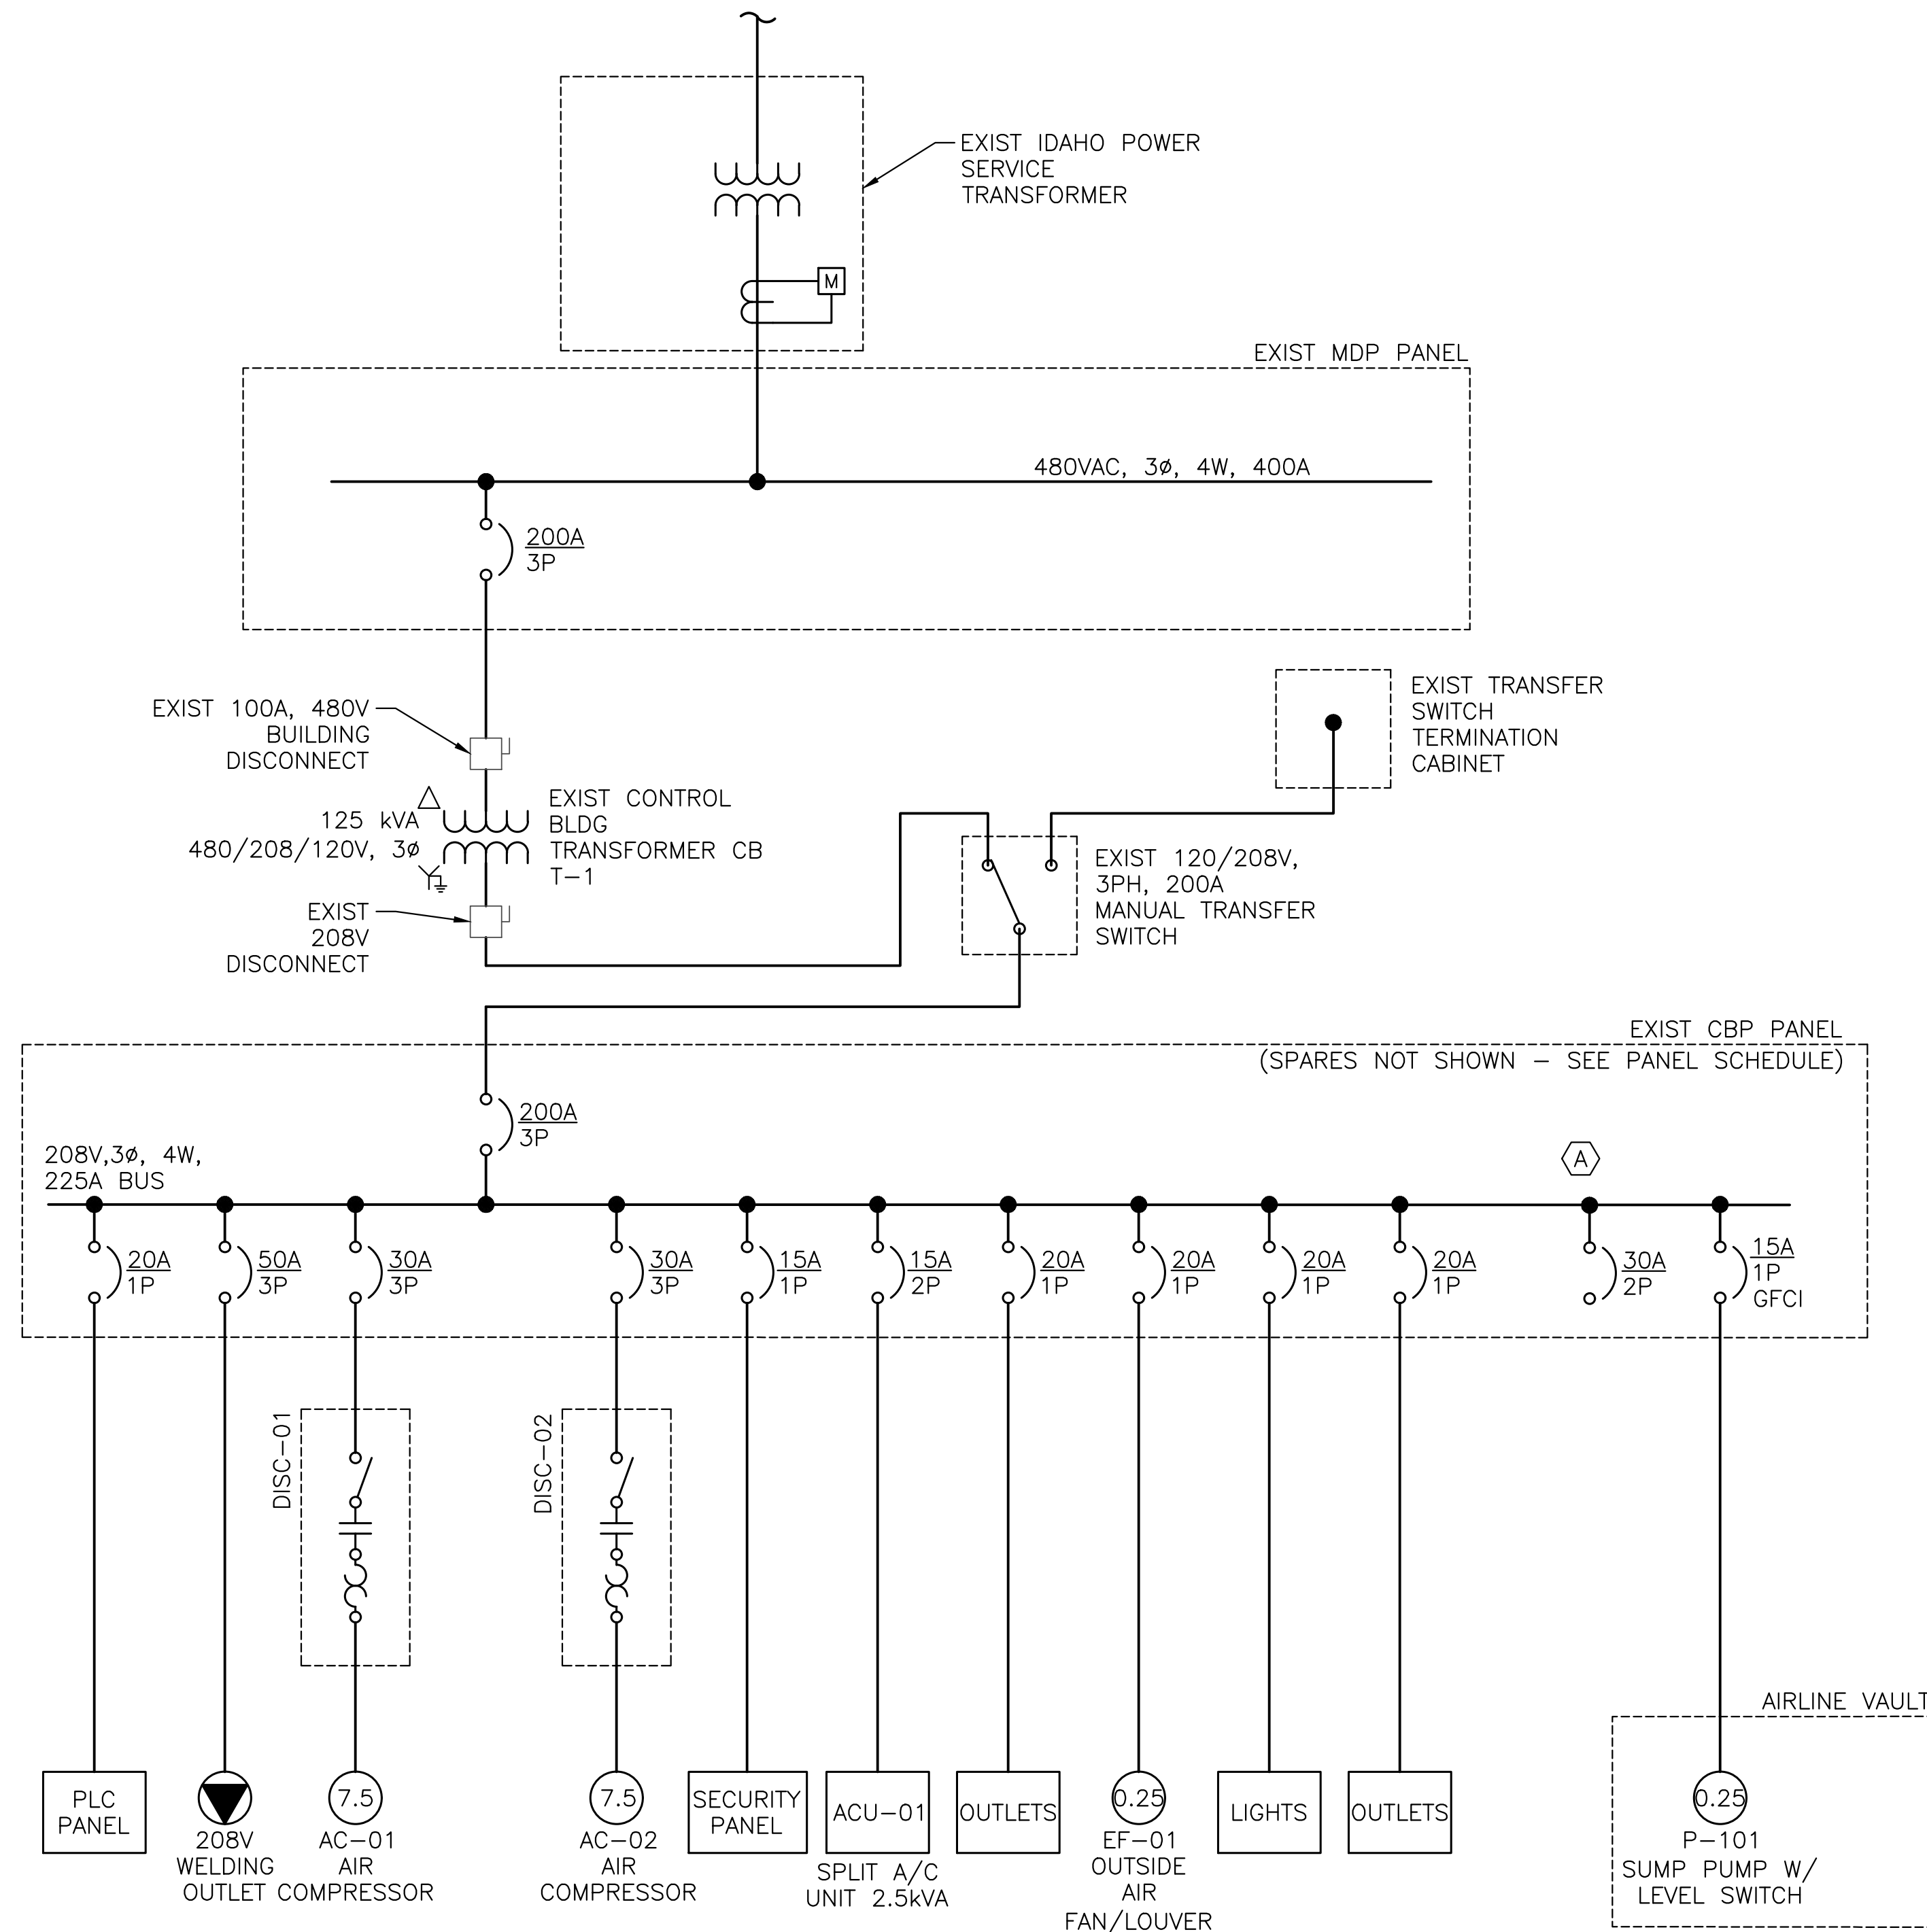 EXIST IDAHO POWER
SERVICE
TRANSFORMER
M
EXIST MDP PANEL
480VAC, 3ø, 4W, 400A
200A
3P
EXIST 100A, 480V
BUILDING
DISCONNECT
125 kVA
480/208/120V, 3ø
EXIST CONTROL
BLDG
TRANSFORMER CB
T-1
EXIST
208V
DISCONNECT
EXIST TRANSFER
SWITCH
TERMINATION
CABINET
EXIST 120/208V,
3PH, 200A
MANUAL TRANSFER
SWITCH
EXIST CBP PANEL
(SPARES NOT SHOWN - SEE PANEL SCHEDULE)
200A
3P
208V,3ø, 4W,
225A BUS
A
20A
1P
50A
3P
30A
3P
30A
3P
15A
1P
15A
2P
20A
1P
20A
1P
20A
1P
20A
1P
30A
2P
15A
1P
GFCI
DISC-01
DISC-02
AIRLINE VAULT
PLC
PANEL
208V
WELDING
OUTLET
7.5
AC-01
AIR
COMPRESSOR
7.5
AC-02
AIR
COMPRESSOR
SECURITY
PANEL
ACU-01
SPLIT A/C
UNIT 2.5kVA
OUTLETS
0.25
EF-01
OUTSIDE
AIR
FAN/LOUVER
LIGHTS
OUTLETS
0.25
P-101
SUMP PUMP W/
LEVEL SWITCH